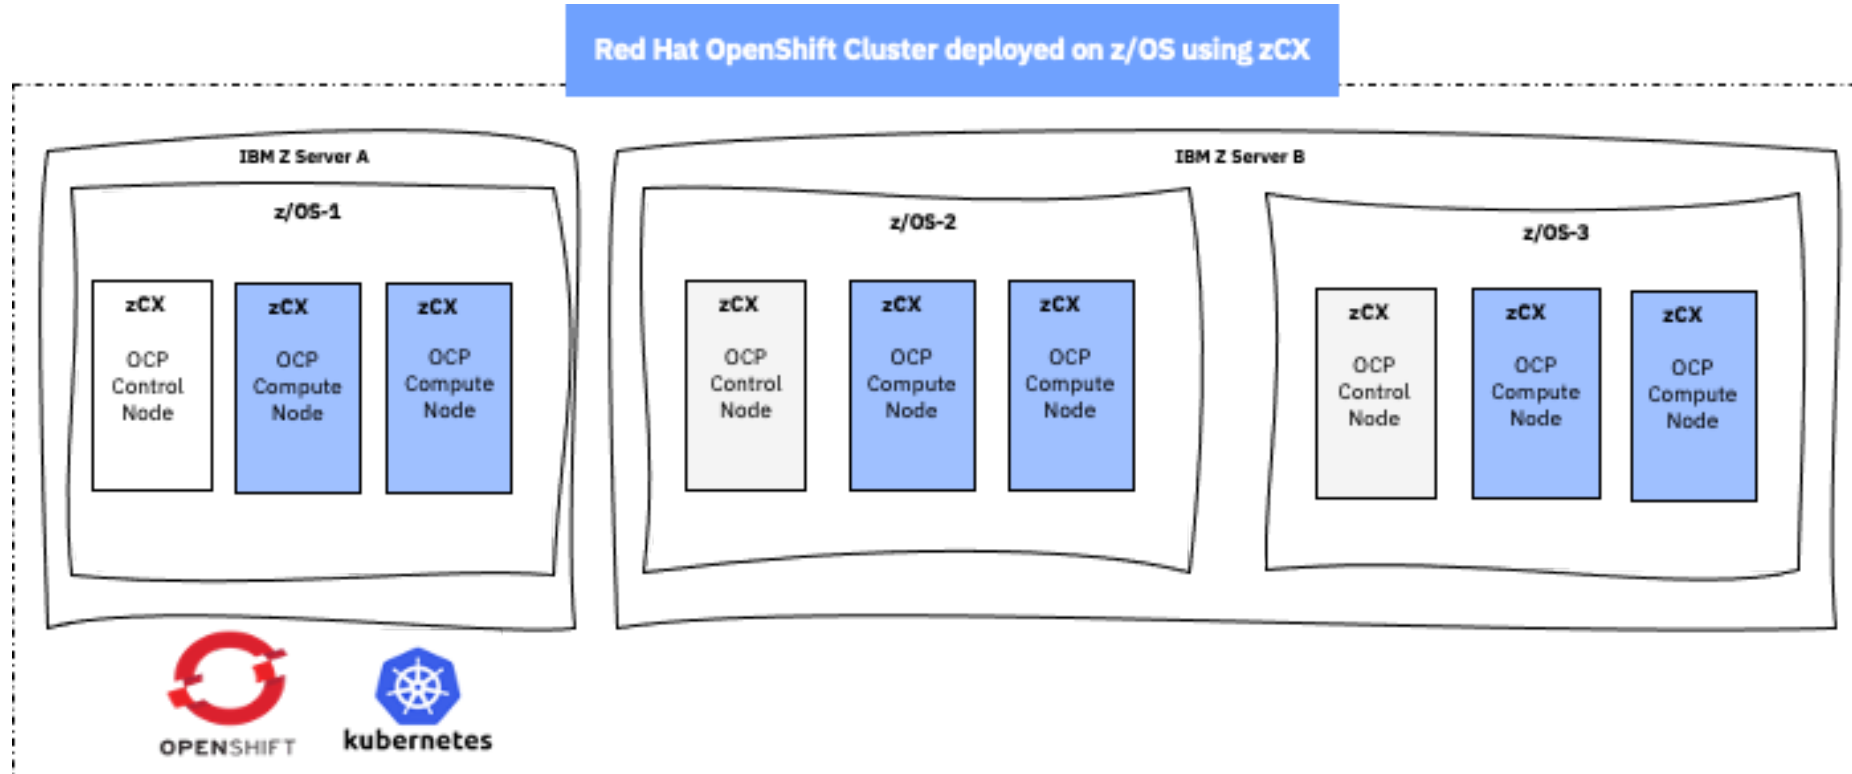 Red Hat OpenShift Cluster deployed on z/OS using zCX
IBM Z Server A
z/OS-1
zCX
OCP
Control
Node
zCX
OCP
Compute
Node
zCX
OCP
Compute
Node
IBM Z Server B
z/OS-2
zCX
OCP
Control
Node
zCX
OCP
Compute
Node
zCX
OCP
Compute
Node
z/OS-3
zCX
OCP
Control
Node
zCX
OCP
Compute
Node
zCX
OCP
Compute
Node
OPENSHIFT
kubernetes